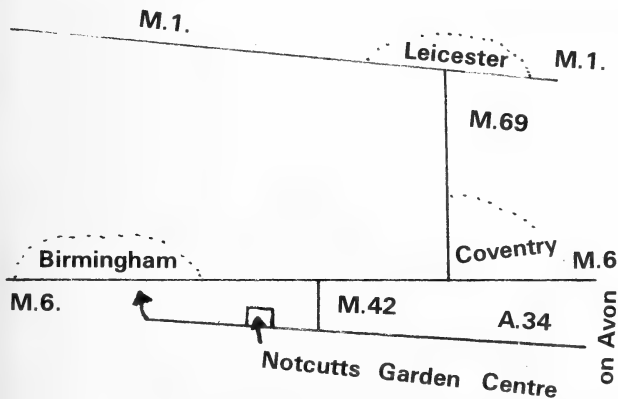 M.1.
Leicester
M.1.
M.69
Birmingham
Coventry
M.6
M.6.
M.42
A.34
on Avon
Notcutts Garden Centre